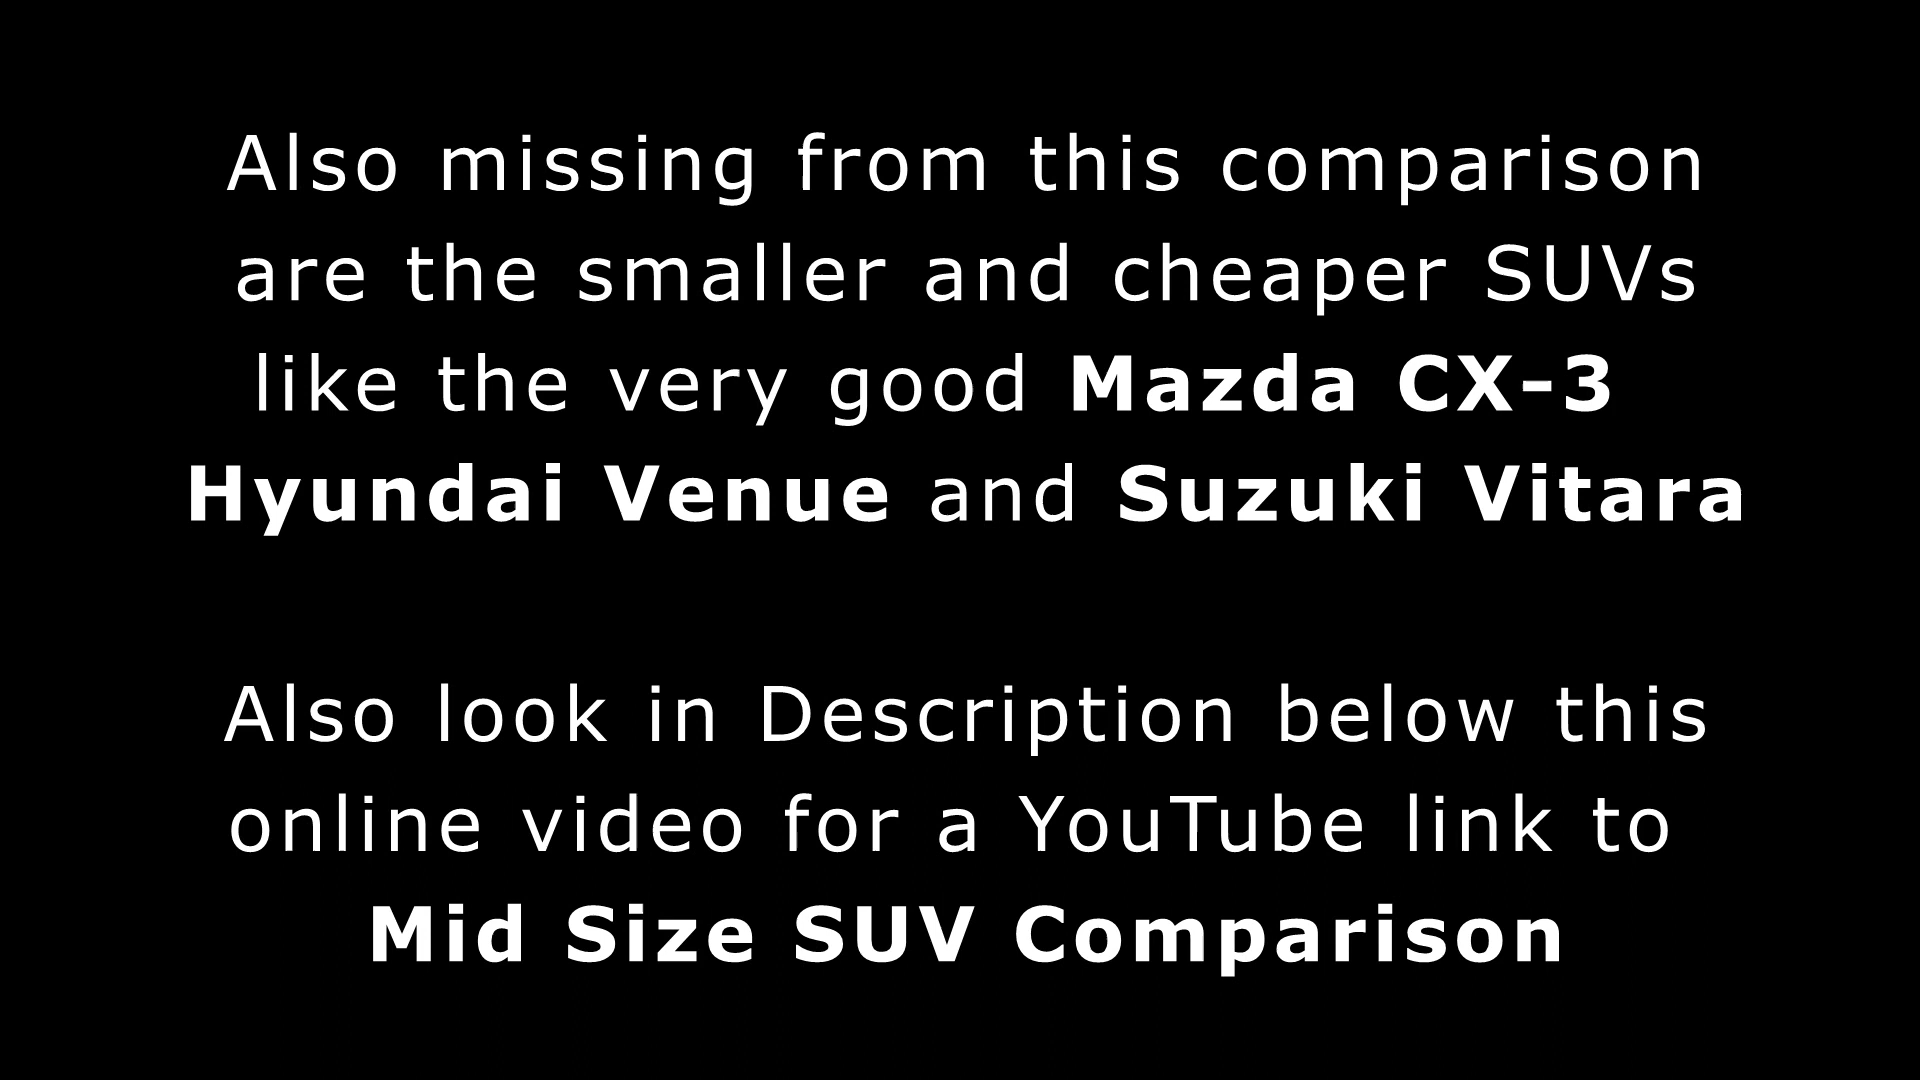 Also missing from this comparison
are the smaller and cheaper SUVs
like the very good Mazda CX-3
Hyundai Venue and Suzuki Vitara
Also look in Description below this
online video for a YouTube link to
Mid Size SUV Comparison